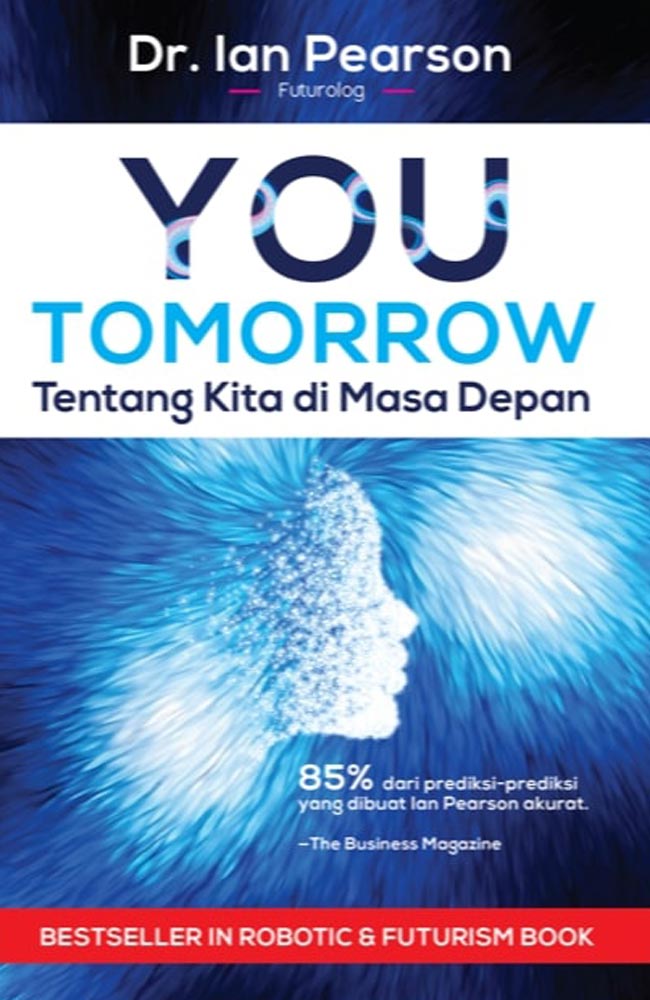 Dr. Ian Pearson
Futurolog
YOU
TOMORROW
Tentang Kita di Masa Depan
85% dari prediksi-prediksi
yang dibuat Ian Pearson akurat.
–The Business Magazine
BESTSELLER IN ROBOTIC & FUTURISM BOOK